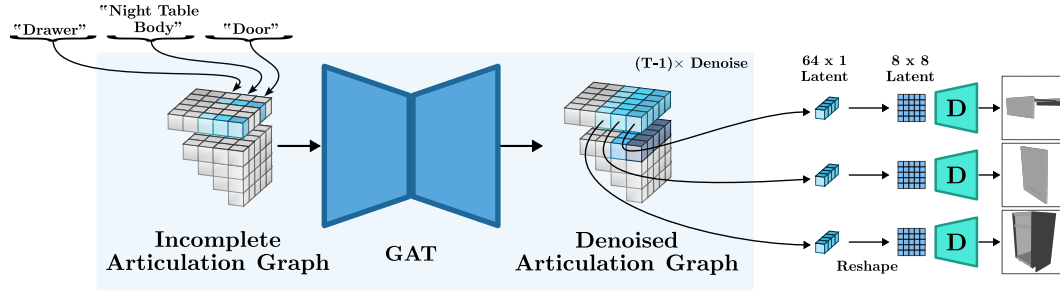 "Drawer"
"Night Table
Body"
"Door"
(T-1)× Denoise
64 x 1
Latent
8 x 8
Latent
D
D
D
Incomplete
Articulation Graph
GAT
Denoised
Articulation Graph
Reshape